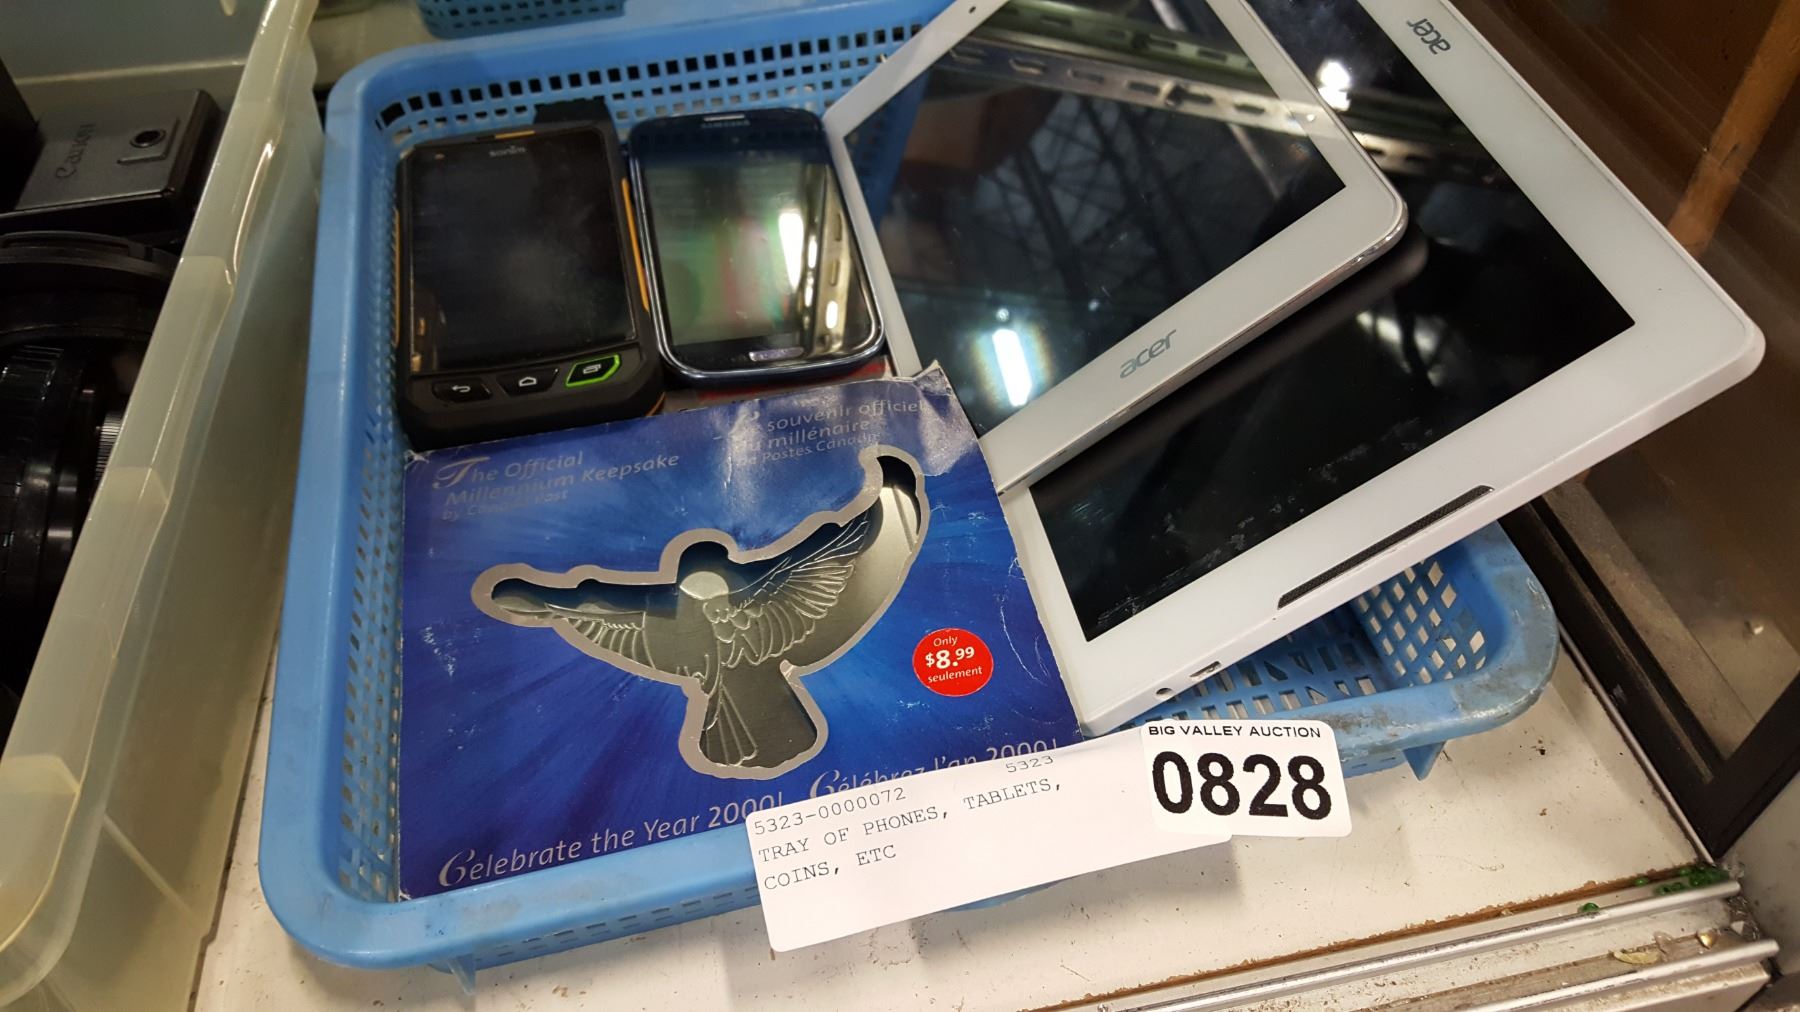 Canon
sonim
SAMSUNG
acer
acer
The Official
Millennium Keepsake
by Canada Post
souvenir officiel
du millénaire
De Postes Canada
Only
$8.99
seulement
Celebrate the Year 2000!
Célébrez l'an 2000!
5323-0000072 5323
TRAY OF PHONES, TABLETS,
COINS, ETC
BIG VALLEY AUCTION
0828